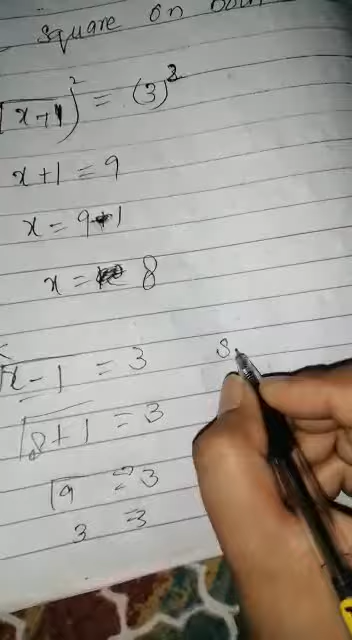 square on both
(√x+1)² = (3)²
x+1 = 9
x = 9-1
x = 8
√x-1 = 3
√8+1 = 3
√9 = 3
3 = 3
8